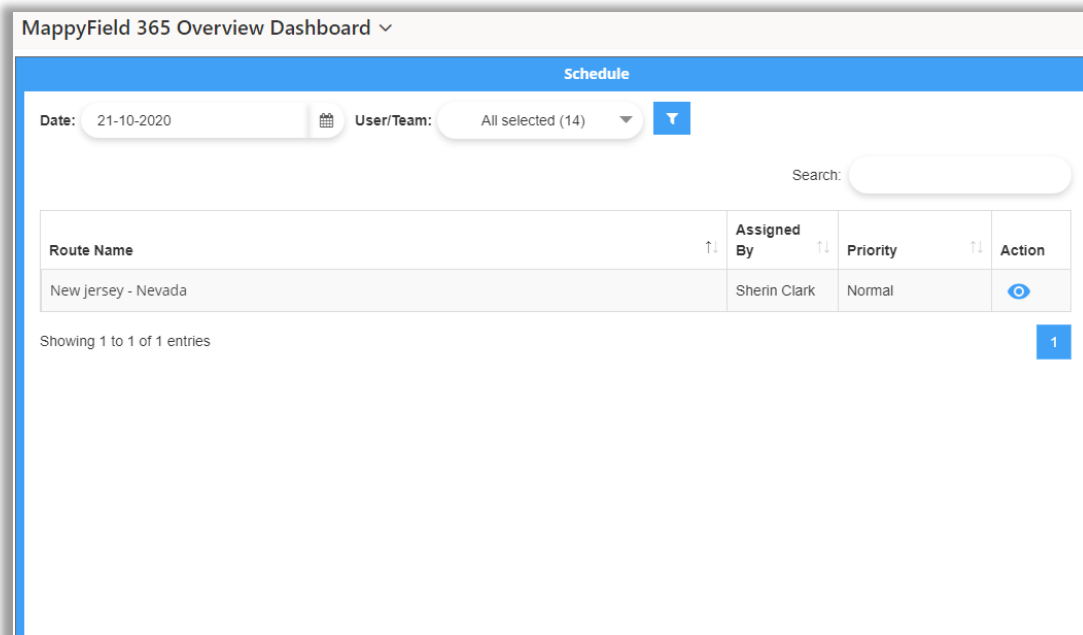 MappyField 365 Overview Dashboard
Schedule
Date: 21-10-2020 User/Team: All selected (14)
Search:
Route Name Assigned By Priority Action
New jersey - Nevada Sherin Clark Normal
Showing 1 to 1 of 1 entries 1